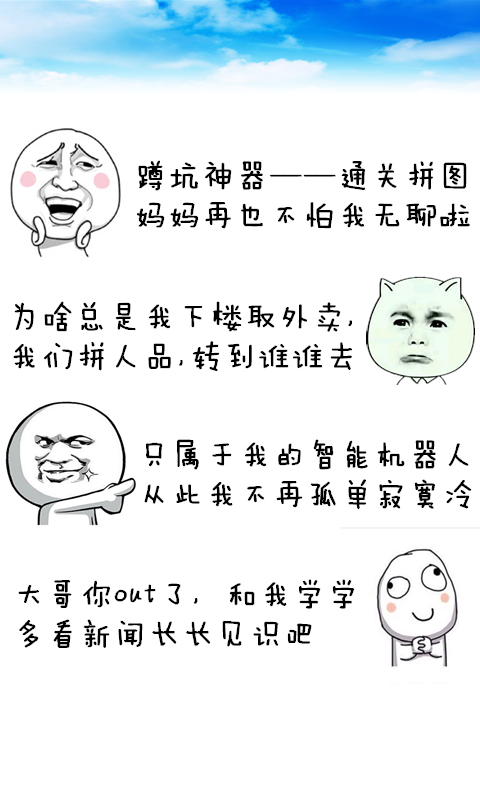 蹲坑神器——通关拼图
妈妈再也不怕我无聊啦
为啥总是我下楼取外卖,
我们拼人品,转到谁谁去
只属于我的智能机器人
从此我不再孤单寂寞冷
大哥你out了, 和我学学
多看新闻长长见识吧